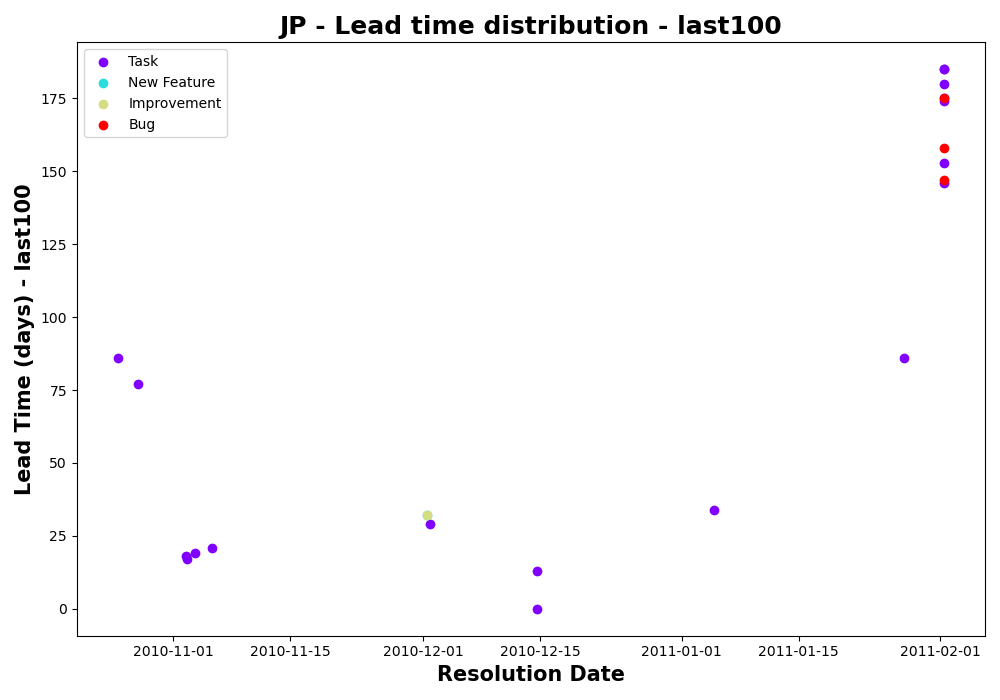 JP - Lead time distribution - last100
Task
New Feature
Improvement
Bug
Lead Time (days) - last100
175
150
125
100
75
50
25
0
2010-11-01 2010-11-15 2010-12-01 2010-12-15 2011-01-01 2011-01-15 2011-02-01
Resolution Date